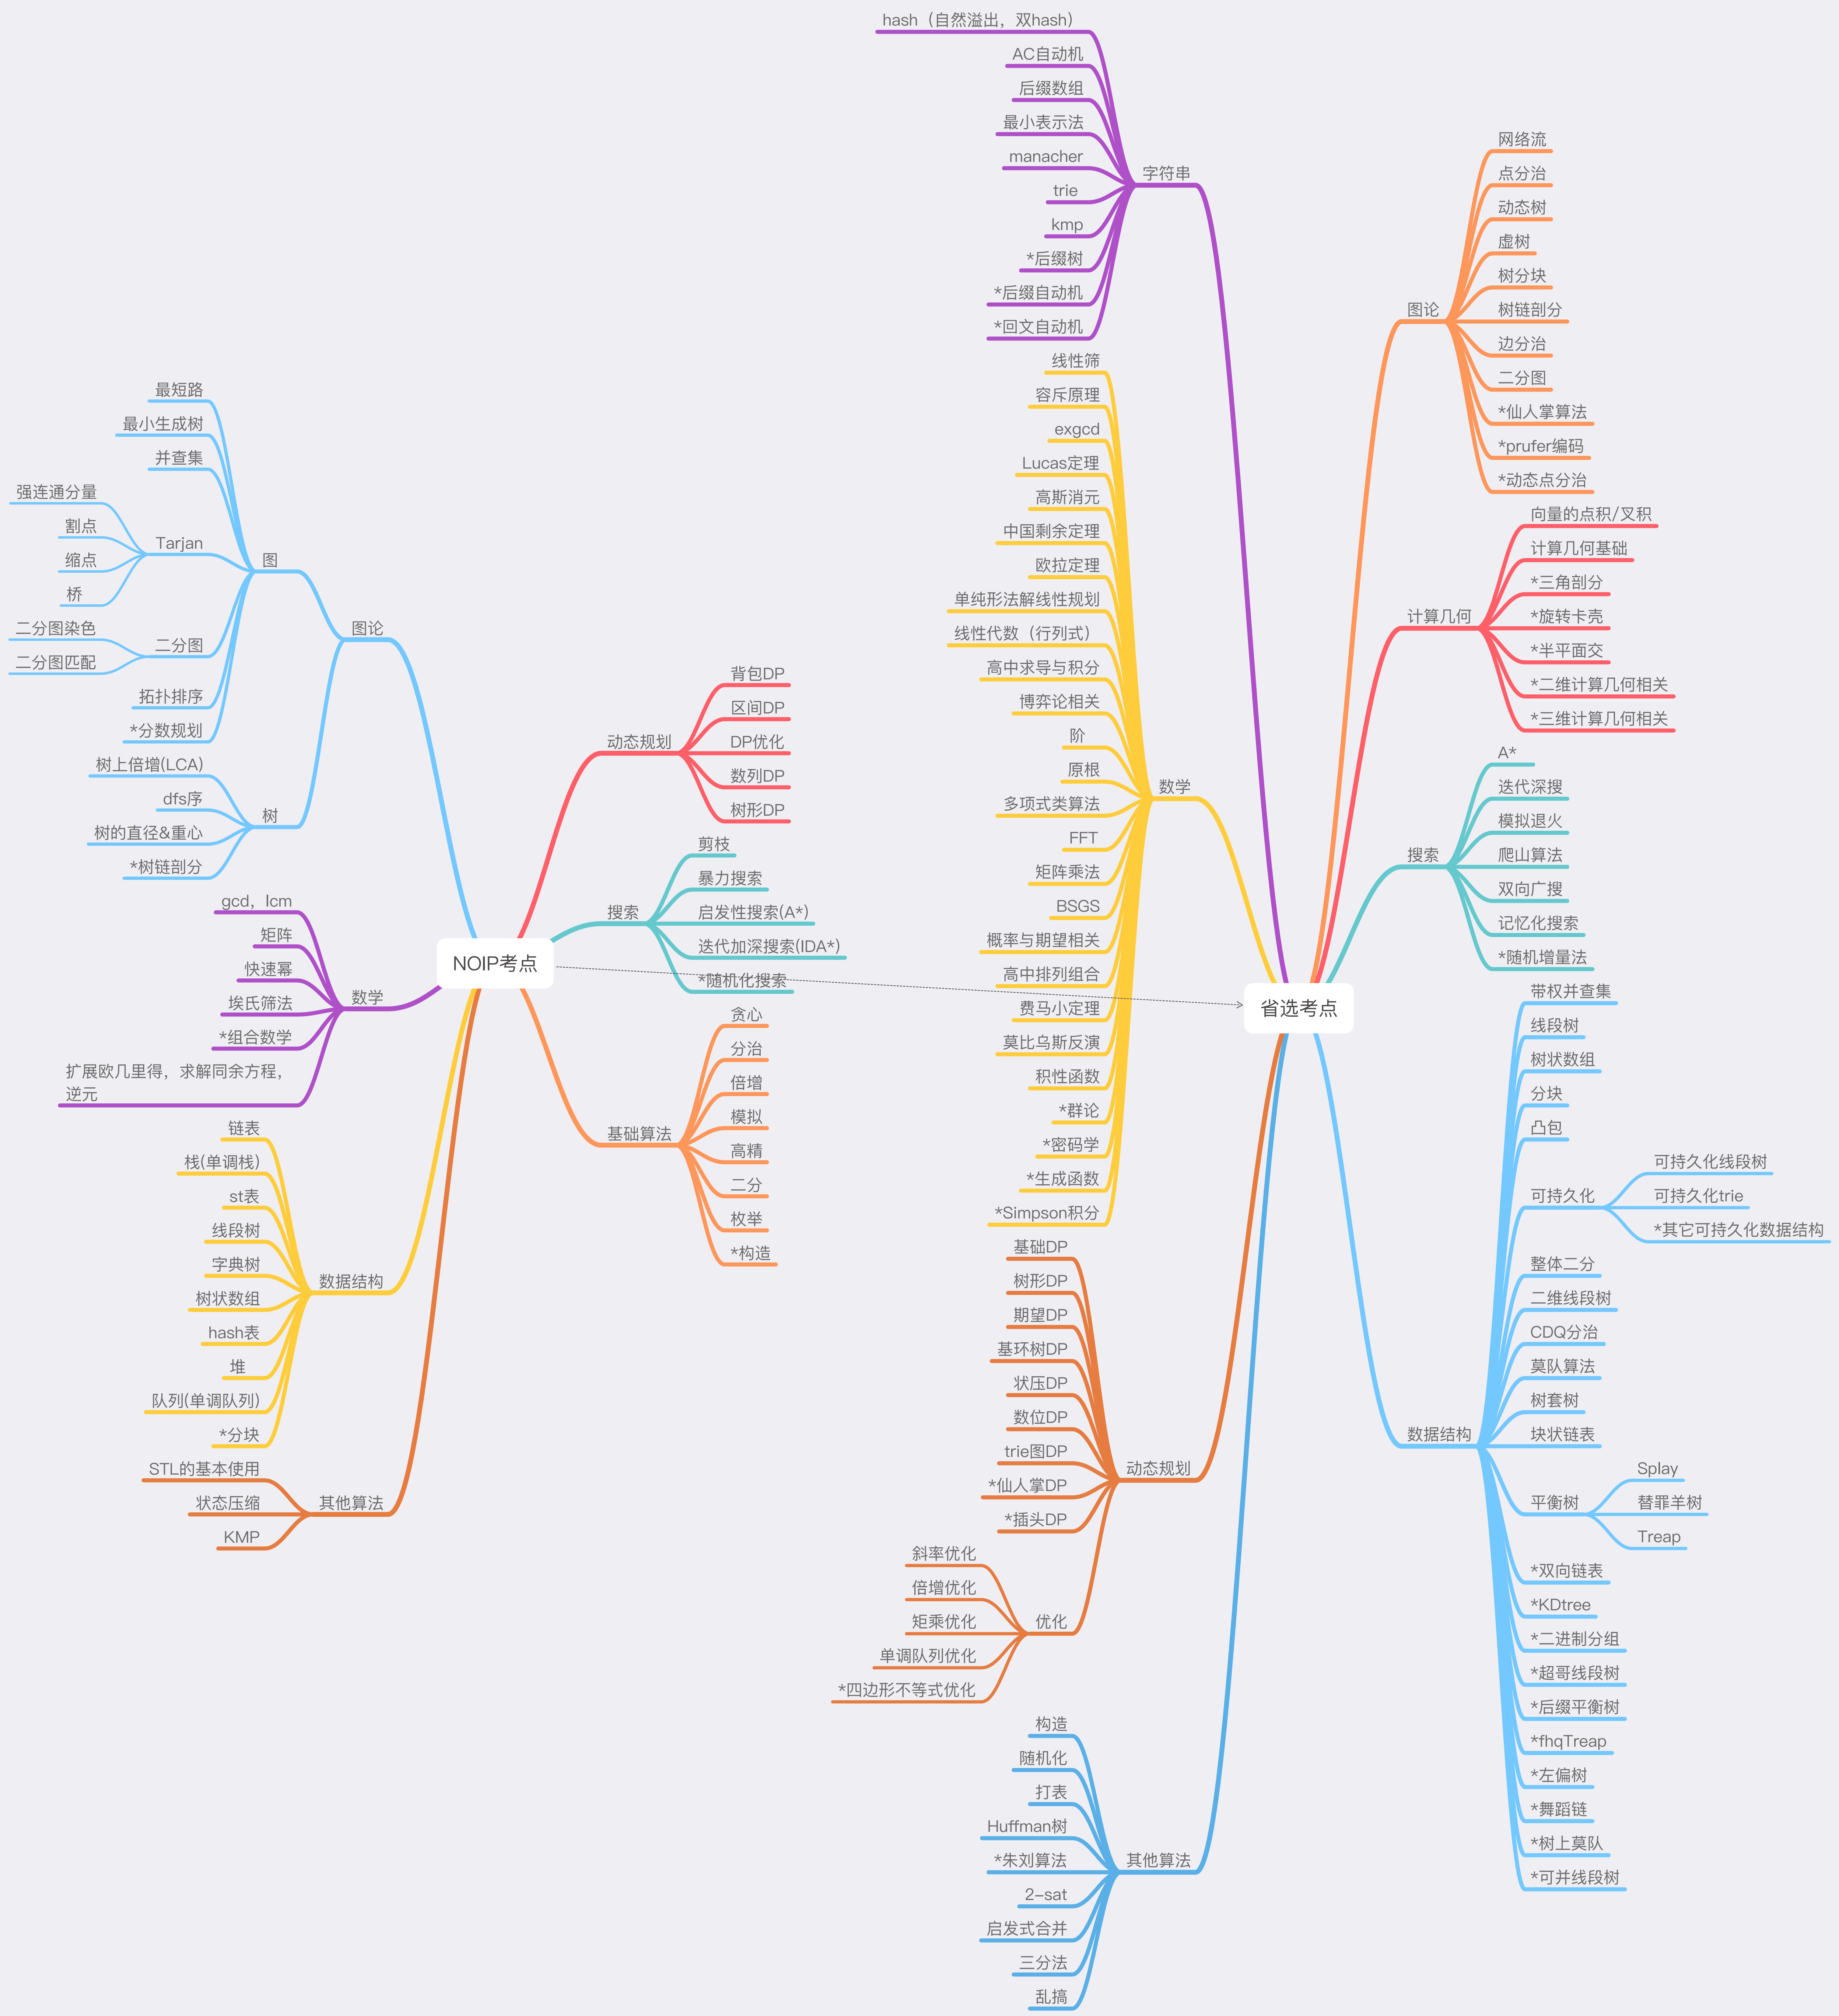 NOIP考点
图论
图
最短路
最小生成树
并查集
Tarjan
强连通分量
割点
缩点
桥
二分图
二分图染色
二分图匹配
拓扑排序
*分数规划
树
树上倍增(LCA)
dfs序
树的直径&重心
*树链剖分
数学
gcd，lcm
矩阵
快速幂
埃氏筛法
*组合数学
扩展欧几里得，求解同余方程，
逆元
数据结构
链表
栈(单调栈)
st表
线段树
字典树
树状数组
hash表
堆
队列(单调队列)
*分块
其他算法
STL的基本使用
状态压缩
KMP
动态规划
背包DP
区间DP
DP优化
数列DP
树形DP
搜索
剪枝
暴力搜索
启发性搜索(A*)
迭代加深搜索(IDA*)
*随机化搜索
基础算法
贪心
分治
倍增
模拟
高精
二分
枚举
*构造
省选考点
字符串
hash（自然溢出，双hash）
AC自动机
后缀数组
最小表示法
manacher
trie
kmp
*后缀树
*后缀自动机
*回文自动机
数学
线性筛
容斥原理
exgcd
Lucas定理
高斯消元
中国剩余定理
欧拉定理
单纯形法解线性规划
线性代数（行列式）
高中求导与积分
博弈论相关
阶
原根
多项式类算法
FFT
矩阵乘法
BSGS
概率与期望相关
高中排列组合
费马小定理
莫比乌斯反演
积性函数
*群论
*密码学
*生成函数
*Simpson积分
动态规划
基础DP
树形DP
期望DP
基环树DP
状压DP
数位DP
trie图DP
*仙人掌DP
*插头DP
优化
斜率优化
倍增优化
矩乘优化
单调队列优化
*四边形不等式优化
其他算法
构造
随机化
打表
Huffman树
*朱刘算法
2-sat
启发式合并
三分法
乱搞
图论
网络流
点分治
动态树
虚树
树分块
树链剖分
边分治
二分图
*仙人掌算法
*prufer编码
*动态点分治
计算几何
向量的点积/叉积
计算几何基础
*三角剖分
*旋转卡壳
*半平面交
*二维计算几何相关
*三维计算几何相关
搜索
A*
迭代深搜
模拟退火
爬山算法
双向广搜
记忆化搜索
*随机增量法
数据结构
带权并查集
线段树
树状数组
分块
凸包
可持久化
可持久化线段树
可持久化trie
*其它可持久化数据结构
整体二分
二维线段树
CDQ分治
莫队算法
树套树
块状链表
平衡树
Splay
替罪羊树
Treap
*双向链表
*KDtree
*二进制分组
*超哥线段树
*后缀平衡树
*fhqTreap
*左偏树
*舞蹈链
*树上莫队
*可并线段树